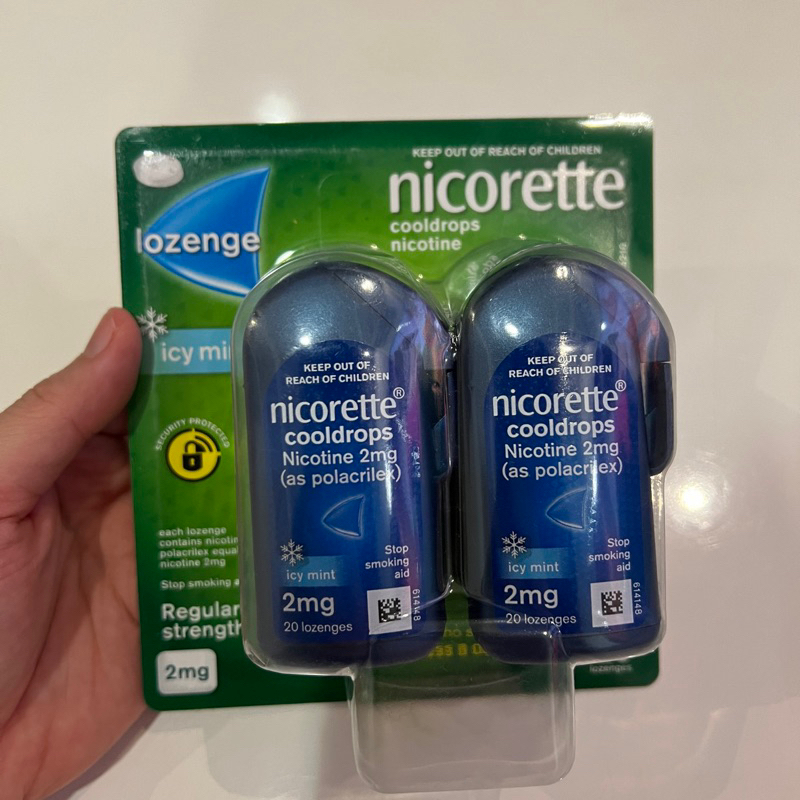 KEEP OUT OF REACH OF CHILDREN
nicorette
cooldrops
nicotine
lozenge
icy
SECURITY PROTECTED
each lozenge
contains
polacrilex
nicotine 2mg
Stop smoking
Regular
strength
2mg
KEEP OUT OF
REACH OF CHILDREN
nicorette®
cooldrops
Nicotine 2mg
(as polacrilex)
Stop
smoking
aid
icy mint
2mg
20 lozenges
614148
KEEP OUT OF
REACH OF CHILDREN
nicorette®
cooldrops
Nicotine 2mg
(as polacrilex)
Stop
smoking
aid
icy mint
2mg
20 lozenges
614148
lozenges